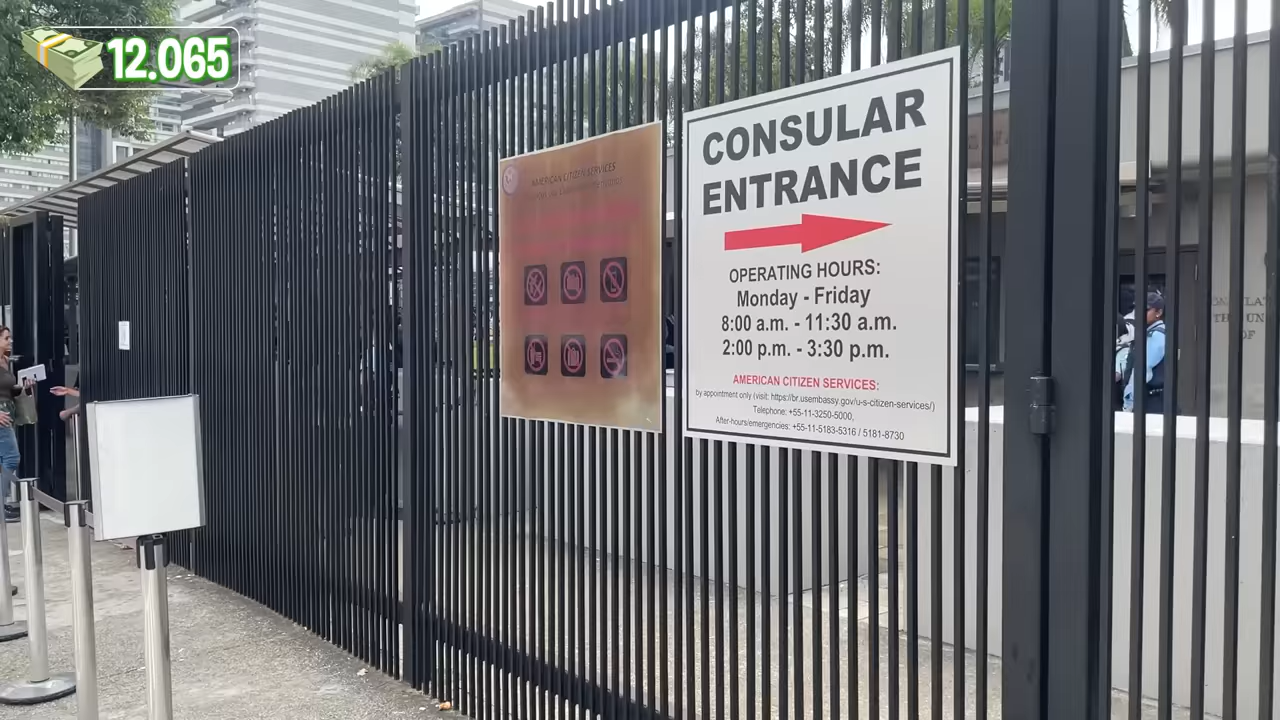 12.065
AMERICAN CITIZEN SERVICES
CONSULAR
ENTRANCE
OPERATING HOURS:
Monday - Friday
8:00 a.m. - 11:30 a.m.
2:00 p.m. - 3:30 p.m.
AMERICAN CITIZEN SERVICES:
by appointment only (visit: https://br.usembassy.gov/u-s-citizen-services/)
Telephone: +55-11-3250-5000,
After-hours/emergencies: +55-11-5183-5316 / 5181-8730
OF